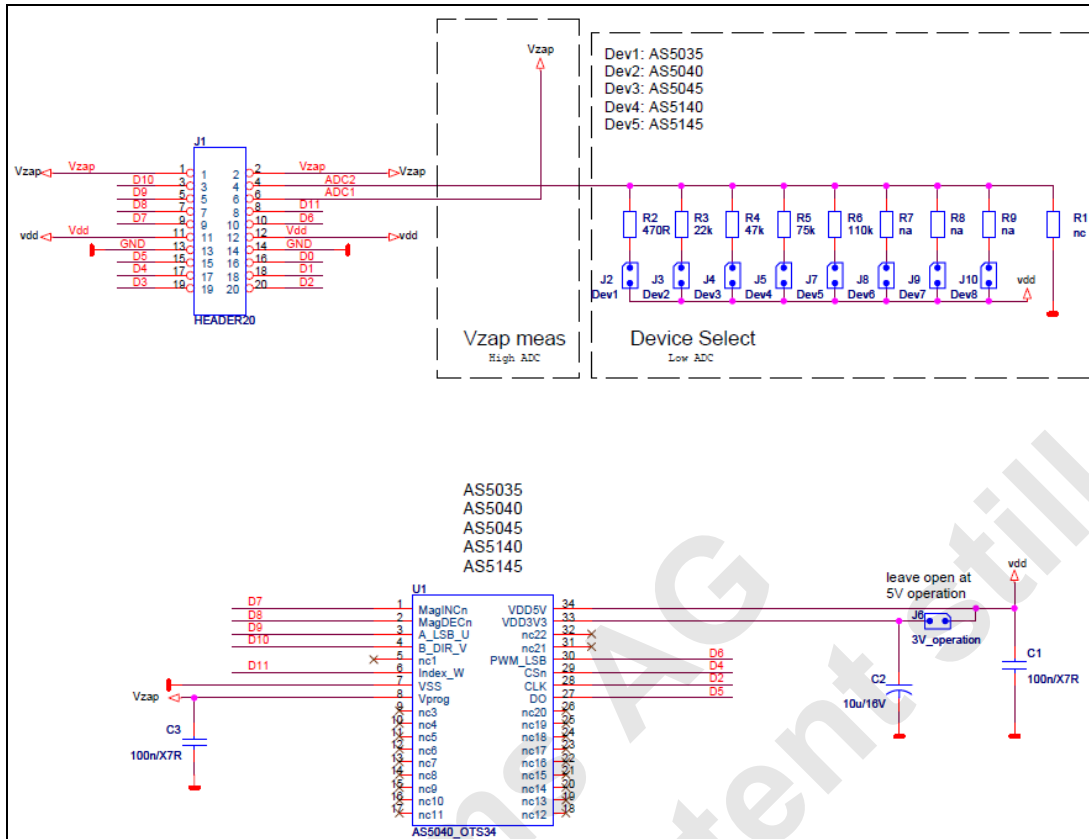 Vzap
Dev1: AS5035
Dev2: AS5040
Dev3: AS5045
Dev4: AS5140
Dev5: AS5145
J1
Vzap Vzap 1 1 2 2 Vzap Vzap
D10 3 3 4 4 ADC2
D9 5 5 6 6 ADC1
D8 7 7 8 8 D11
D7 9 9 10 10 D6
vdd Vdd 11 11 12 12 Vdd vdd
GND 13 13 14 14 GND
D5 15 15 16 16 D0
D4 17 17 18 18 D1
D3 19 19 20 20 D2
HEADER20
R2 R3 R4 R5 R6 R7 R8 R9 R1
470R 22k 47k 75k 110k na na na nc
J2 J3 J4 J5 J7 J8 J9 J10
Dev1 Dev2 Dev3 Dev4 Dev5 Dev6 Dev7 Dev8
vdd
Vzap meas
High ADC
Device Select
Low ADC
AS5035
AS5040
AS5045
AS5140
AS5145
U1
D7 1 MagINCn VDD5V 34
D8 2 MagDECn VDD3V3 33
D9 3 A_LSB_U nc22 32
D10 4 B_DIR_V nc21 31
5 nc1 PWM_LSB 30 D6
D11 6 Index_W CSn 29 D4
7 VSS CLK 28 D2
Vzap 8 Vprog DO 27 D5
9 nc3 nc20 26
10 nc4 nc19 25
11 nc5 nc18 24
12 nc6 nc17 23
13 nc7 nc16 22
14 nc8 nc15 21
15 nc9 nc14 20
16 nc10 nc13 19
17 nc11 nc12 18
AS5040_OTS34
C3
100n/X7R
leave open at
5V operation
vdd
J6
3V_operation
C2
10u/16V
C1
100n/X7R
AG
still